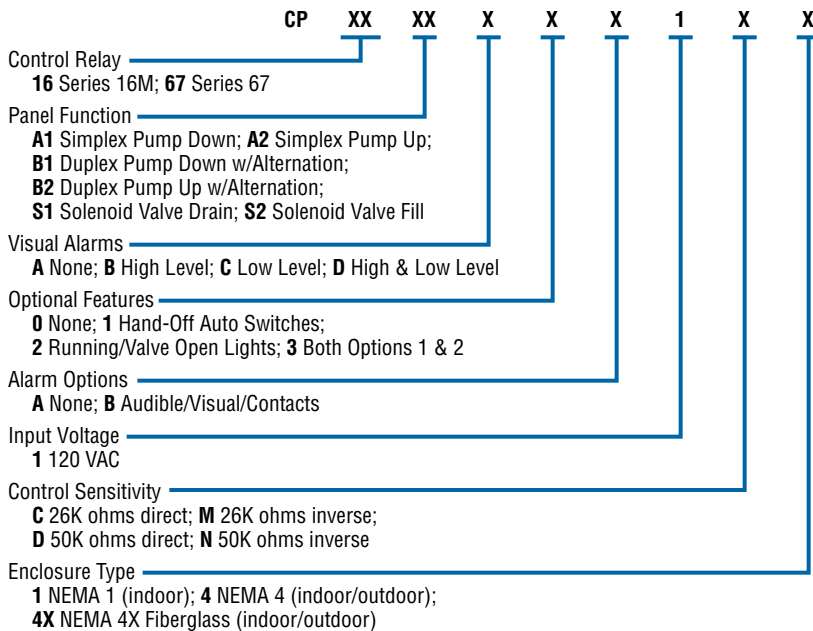 CP XX XX X X X 1 X X
Control Relay
16 Series 16M; 67 Series 67
Panel Function
A1 Simplex Pump Down; A2 Simplex Pump Up;
B1 Duplex Pump Down w/Alternation;
B2 Duplex Pump Up w/Alternation;
S1 Solenoid Valve Drain; S2 Solenoid Valve Fill
Visual Alarms
A None; B High Level; C Low Level; D High & Low Level
Optional Features
0 None; 1 Hand-Off Auto Switches;
2 Running/Valve Open Lights; 3 Both Options 1 & 2
Alarm Options
A None; B Audible/Visual/Contacts
Input Voltage
1 120 VAC
Control Sensitivity
C 26K ohms direct; M 26K ohms inverse;
D 50K ohms direct; N 50K ohms inverse
Enclosure Type
1 NEMA 1 (indoor); 4 NEMA 4 (indoor/outdoor);
4X NEMA 4X Fiberglass (indoor/outdoor)